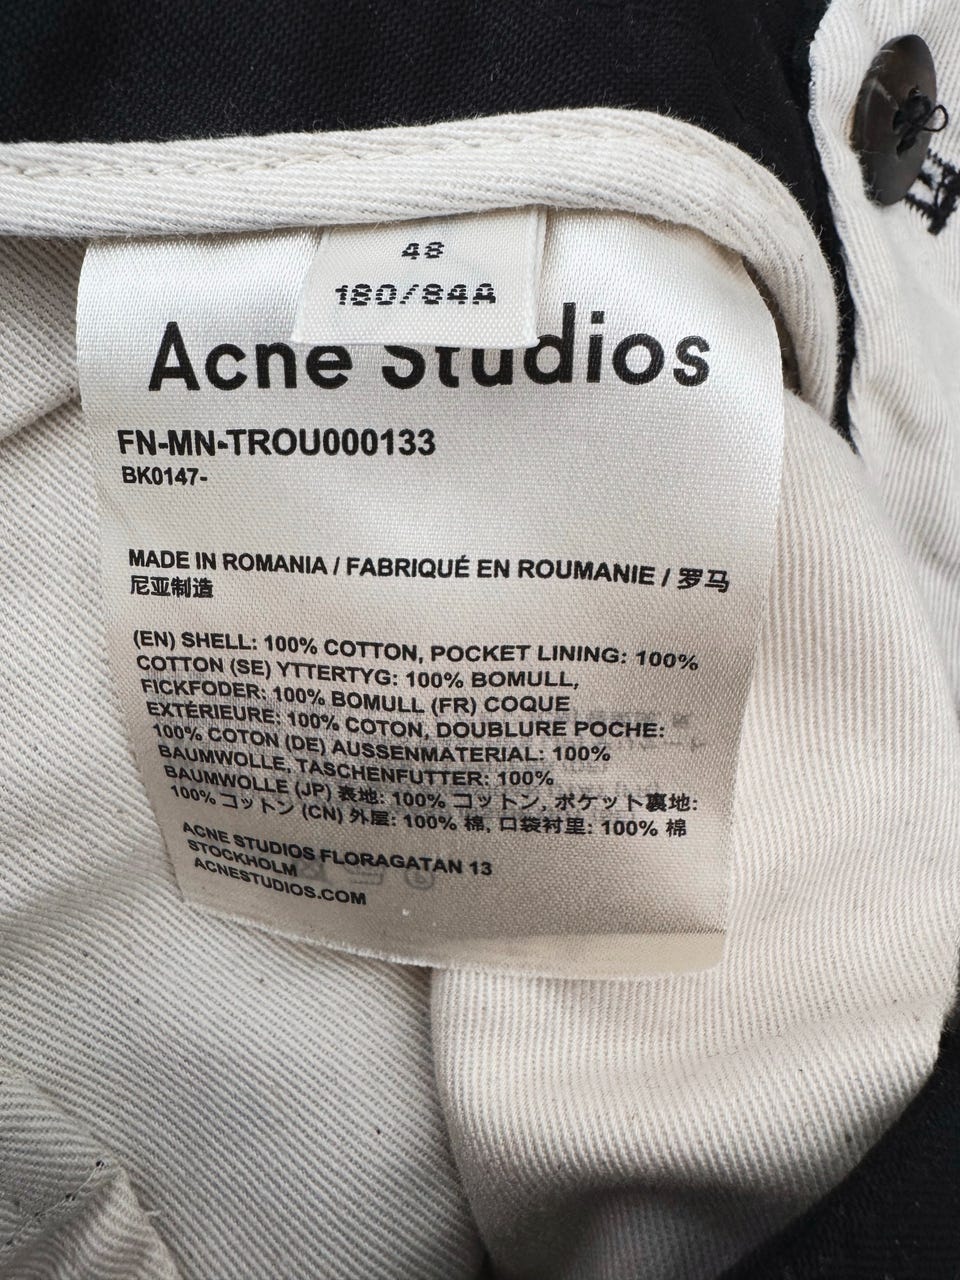 48
180/84A
Acne Studios
FN-MN-TROU000133
BK0147-
MADE IN ROMANIA / FABRIQUÉ EN ROUMANIE / 罗马
尼亚制造
(EN) SHELL: 100% COTTON, POCKET LINING: 100%
COTTON (SE) YTTERTYG: 100% BOMULL,
FICKFODER: 100% BOMULL (FR) COQUE
EXTÉRIEURE: 100% COTON, DOUBLURE POCHE:
100% COTON (DE) AUSSENMATERIAL: 100%
BAUMWOLLE, TASCHENFUTTER: 100%
BAUMWOLLE (JP) 表地: 100% コットン, ポケット裏地:
100% コットン (CN) 外层: 100% 棉, 口袋衬里: 100% 棉
ACNE STUDIOS FLORAGATAN 13
STOCKHOLM
ACNESTUDIOS.COM